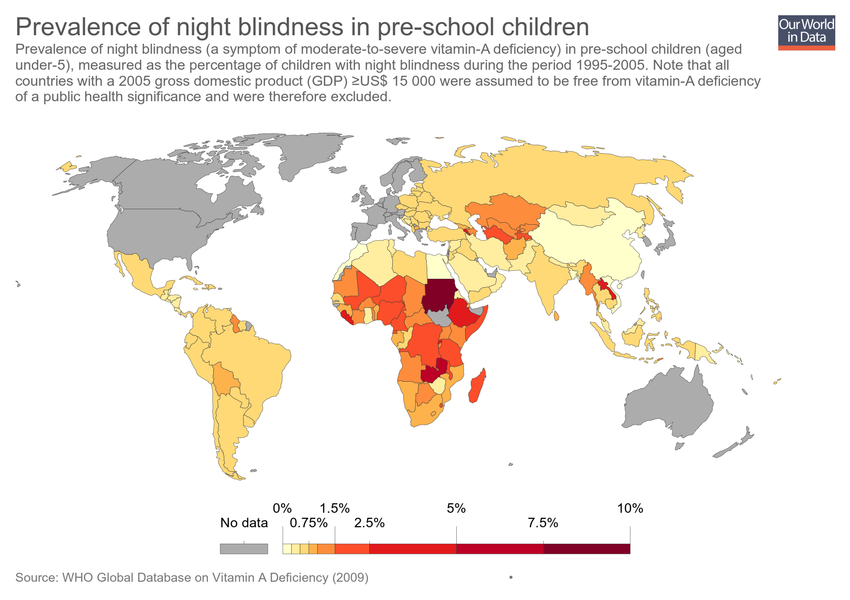 Prevalence of night blindness in pre-school children
Our World
in Data
Prevalence of night blindness (a symptom of moderate-to-severe vitamin-A deficiency) in pre-school children (aged
under-5), measured as the percentage of children with night blindness during the period 1995-2005. Note that all
countries with a 2005 gross domestic product (GDP) ≥US$ 15 000 were assumed to be free from vitamin-A deficiency
of a public health significance and were therefore excluded.
0% 1.5% 5% 10%
No data 0.75% 2.5% 7.5%
Source: WHO Global Database on Vitamin A Deficiency (2009) •